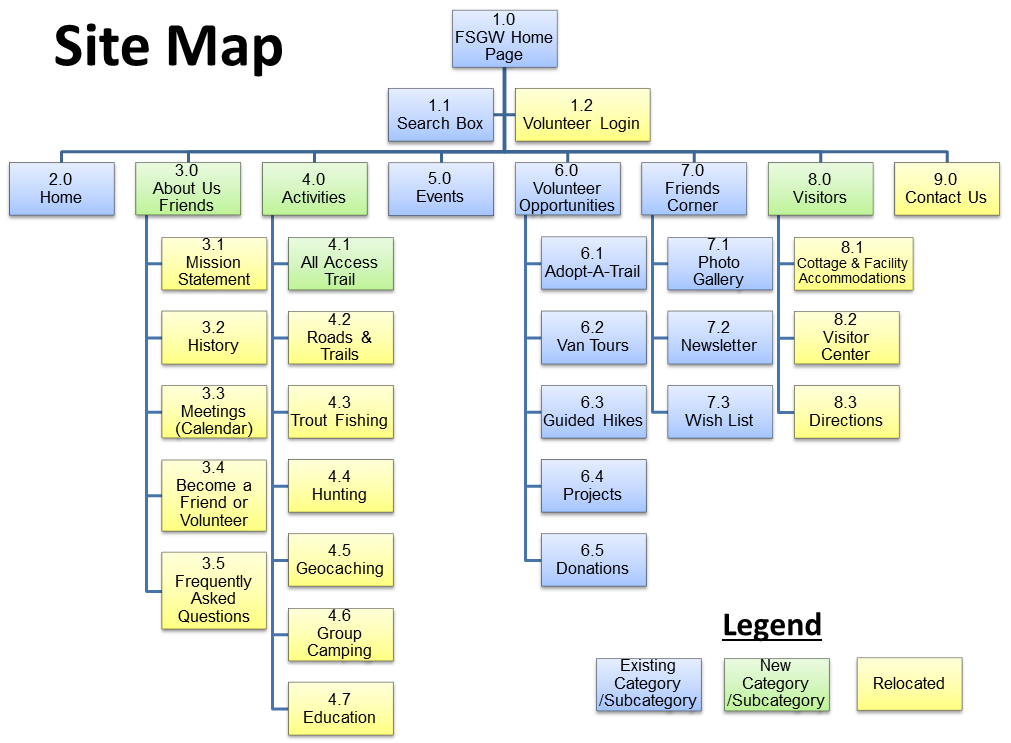 Site Map
1.0
FSGW Home
Page
1.1
Search Box
1.2
Volunteer Login
2.0
Home
3.0
About Us
Friends
4.0
Activities
5.0
Events
6.0
Volunteer
Opportunities
7.0
Friends
Corner
8.0
Visitors
9.0
Contact Us
3.1
Mission
Statement
3.2
History
3.3
Meetings
(Calendar)
3.4
Become a
Friend or
Volunteer
3.5
Frequently
Asked
Questions
4.1
All Access
Trail
4.2
Roads &
Trails
4.3
Trout Fishing
4.4
Hunting
4.5
Geocaching
4.6
Group
Camping
4.7
Education
6.1
Adopt-A-Trail
6.2
Van Tours
6.3
Guided Hikes
6.4
Projects
6.5
Donations
7.1
Photo
Gallery
7.2
Newsletter
7.3
Wish List
8.1
Cottage & Facility
Accommodations
8.2
Visitor
Center
8.3
Directions
Legend
Existing
Category
/Subcategory
New
Category
/Subcategory
Relocated